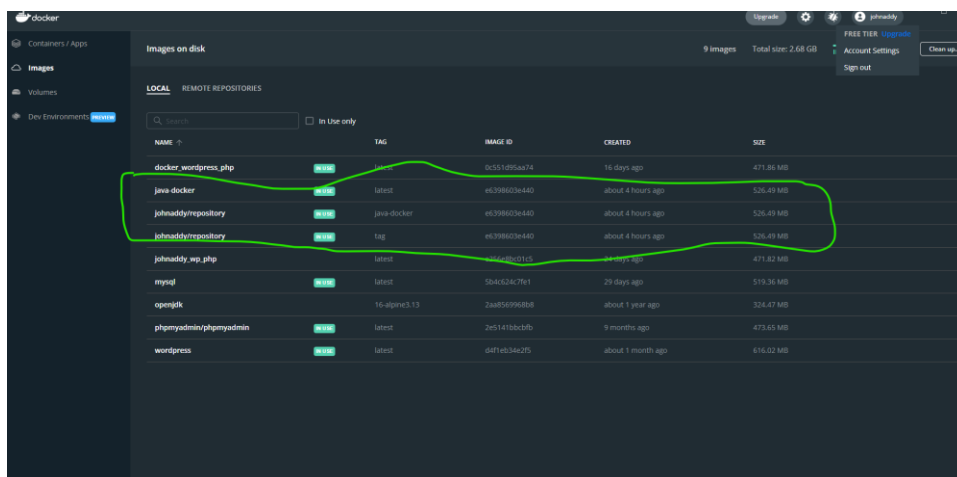 docker
Upgrade
johnaddy
FREE TIER Upgrade
Account Settings
Sign out
Containers / Apps
Images
Volumes
Dev Environments PREVIEW
Images on disk
9 images Total size: 2.68 GB
Clean up..
LOCAL REMOTE REPOSITORIES
Search
In Use only
NAME TAG IMAGE ID CREATED SIZE
docker_wordpress_php IN USE latest 0c551d95aa74 16 days ago 471.86 MB
java-docker IN USE latest e6398603e440 about 4 hours ago 526.49 MB
johnaddy/repository IN USE java-docker e6398603e440 about 4 hours ago 526.49 MB
johnaddy/repository IN USE tag e6398603e440 about 4 hours ago 526.49 MB
johnaddy_wp_php latest 24 days ago 471.82 MB
mysql IN USE latest 5b4c624c7fe1 29 days ago 519.36 MB
openjdk 16-alpine3.13 2aa8569968b8 about 1 year ago 324.47 MB
phpmyadmin/phpmyadmin IN USE latest 2e5141bbcbfb 9 months ago 473.65 MB
wordpress IN USE latest d4f1eb34e2f5 about 1 month ago 616.02 MB